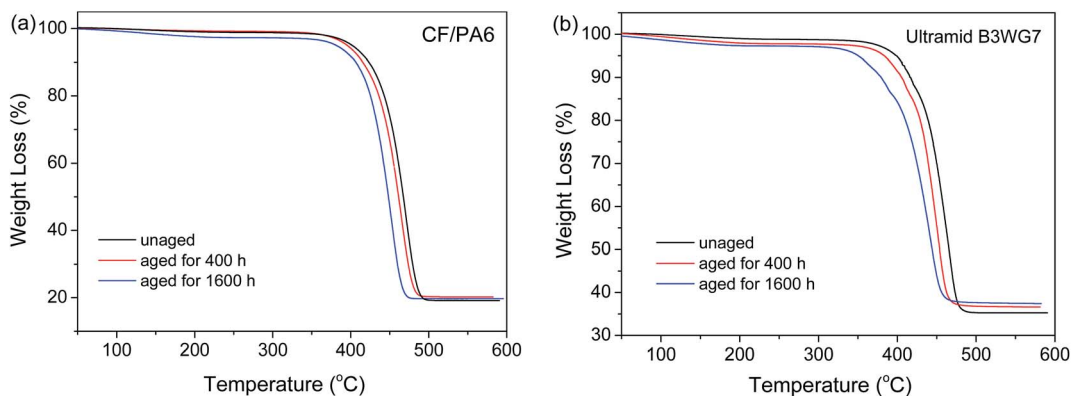 (a)
CF/PA6
Weight Loss (%)
100
80
60
40
20
unaged
aged for 400 h
aged for 1600 h
100 200 300 400 500 600
Temperature (°C)
(b)
Ultramid B3WG7
Weight Loss (%)
100
90
80
70
60
50
40
30
unaged
aged for 400 h
aged for 1600 h
100 200 300 400 500 600
Temperature (°C)